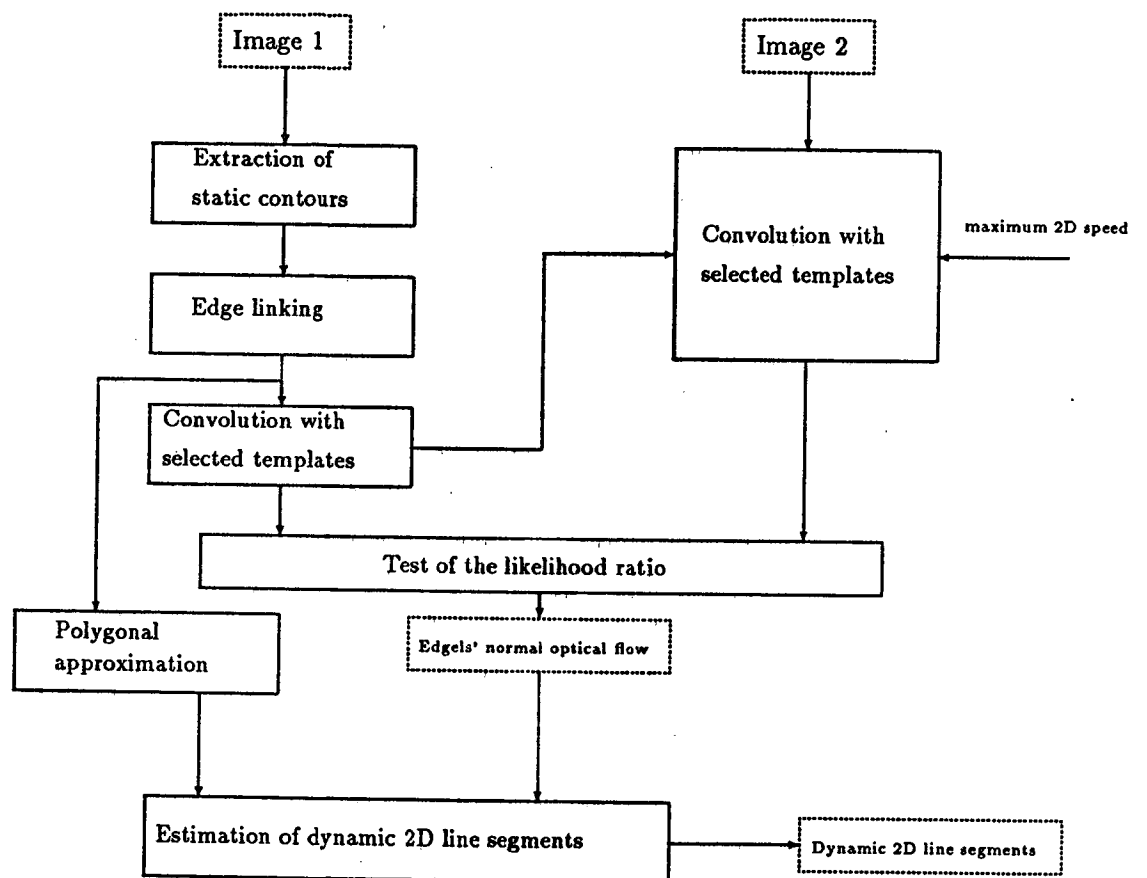 Image 1
Image 2
Extraction of
static contours
Convolution with
selected templates
maximum 2D speed
Edge linking
Convolution with
selected templates
Test of the likelihood ratio
Polygonal
approximation
Edgels' normal optical flow
Estimation of dynamic 2D line segments
Dynamic 2D line segments